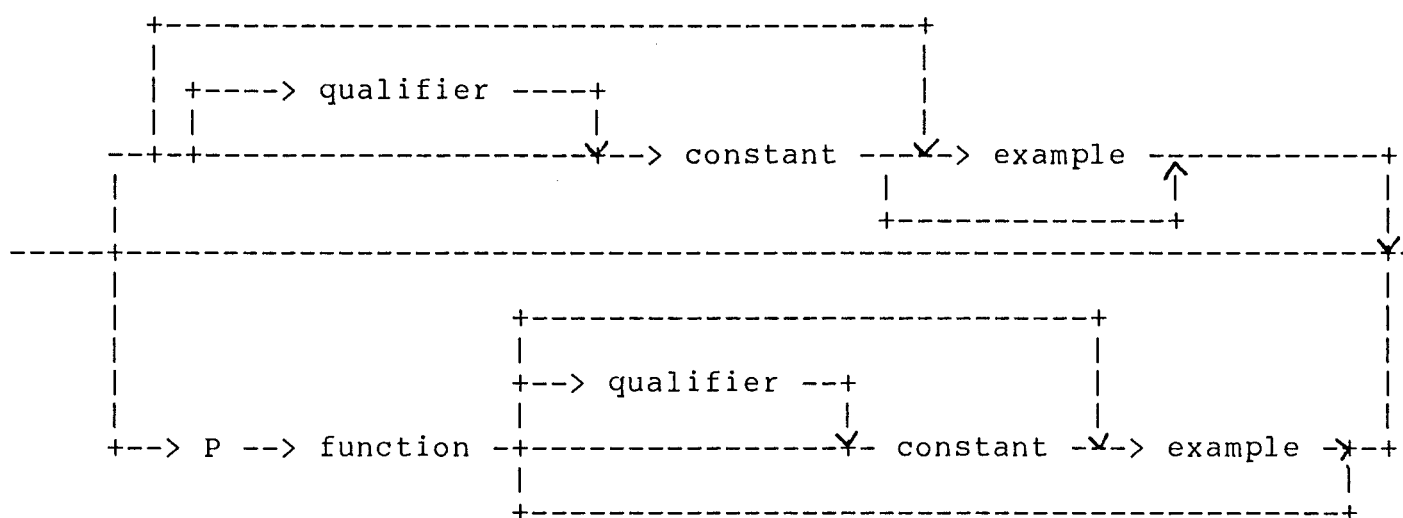 qualifier
constant example
qualifier
P function constant example